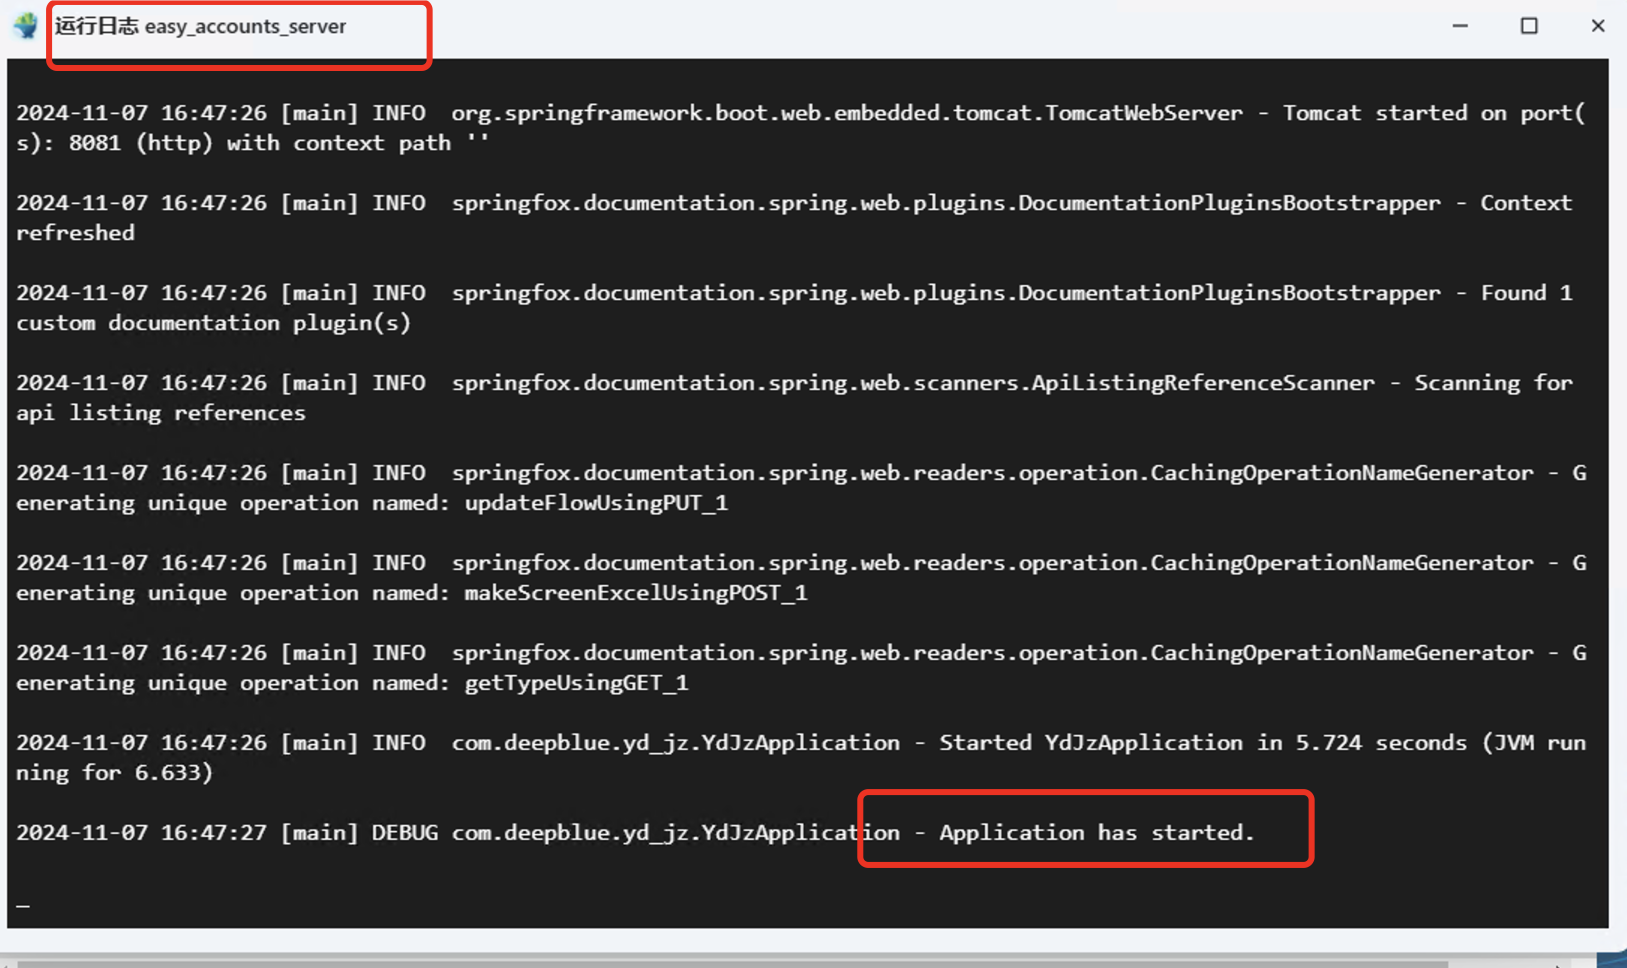 运行日志 easy_accounts_server
2024-11-07 16:47:26 [main] INFO  org.springframework.boot.web.embedded.tomcat.TomcatWebServer - Tomcat started on port(
s): 8081 (http) with context path ''
2024-11-07 16:47:26 [main] INFO  springfox.documentation.spring.web.plugins.DocumentationPluginsBootstrapper - Context
refreshed
2024-11-07 16:47:26 [main] INFO  springfox.documentation.spring.web.plugins.DocumentationPluginsBootstrapper - Found 1
custom documentation plugin(s)
2024-11-07 16:47:26 [main] INFO  springfox.documentation.spring.web.scanners.ApiListingReferenceScanner - Scanning for
api listing references
2024-11-07 16:47:26 [main] INFO  springfox.documentation.spring.web.readers.operation.CachingOperationNameGenerator - G
enerating unique operation named: updateFlowUsingPUT_1
2024-11-07 16:47:26 [main] INFO  springfox.documentation.spring.web.readers.operation.CachingOperationNameGenerator - G
enerating unique operation named: makeScreenExcelUsingPOST_1
2024-11-07 16:47:26 [main] INFO  springfox.documentation.spring.web.readers.operation.CachingOperationNameGenerator - G
enerating unique operation named: getTypeUsingGET_1
2024-11-07 16:47:26 [main] INFO  com.deepblue.yd_jz.YdJzApplication - Started YdJzApplication in 5.724 seconds (JVM run
ning for 6.633)
2024-11-07 16:47:27 [main] DEBUG com.deepblue.yd_jz.YdJzApplication - Application has started.
_